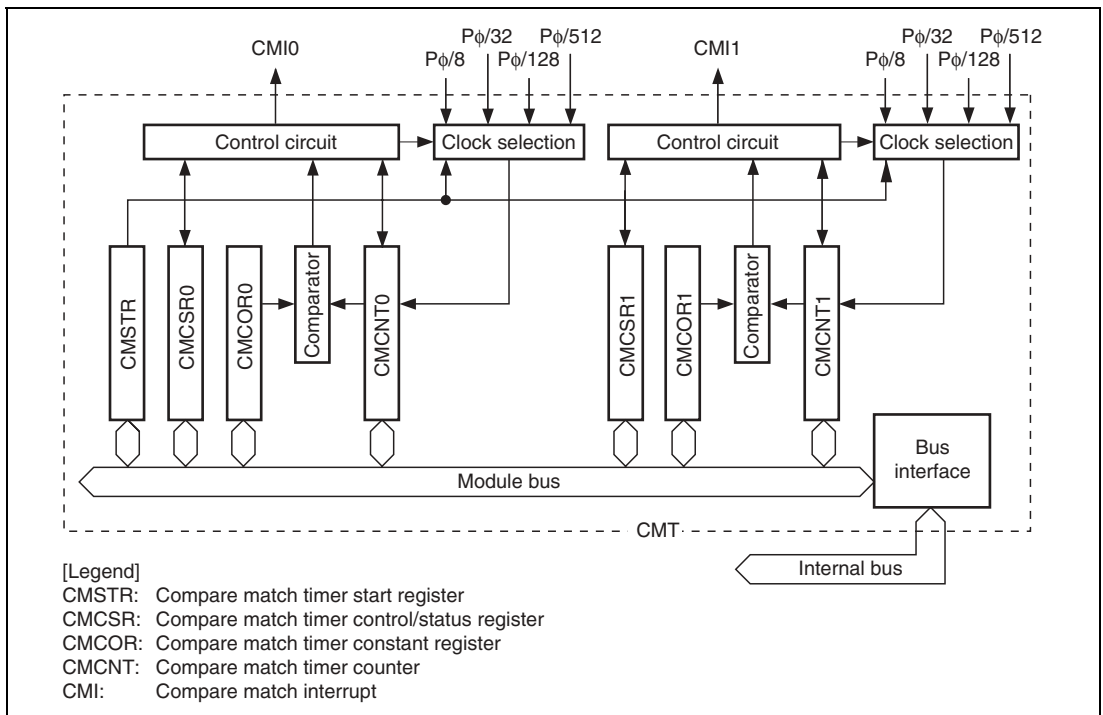 CMI0
Pφ/32
Pφ/512
Pφ/8
Pφ/128
CMI1
Pφ/32
Pφ/512
Pφ/8
Pφ/128
Control circuit
Clock selection
Control circuit
Clock selection
CMSTR
CMCSR0
CMCOR0
Comparator
CMCNT0
CMCSR1
CMCOR1
Comparator
CMCNT1
Bus
interface
Module bus
CMT
Internal bus
[Legend]
CMSTR: Compare match timer start register
CMCSR: Compare match timer control/status register
CMCOR: Compare match timer constant register
CMCNT: Compare match timer counter
CMI: Compare match interrupt